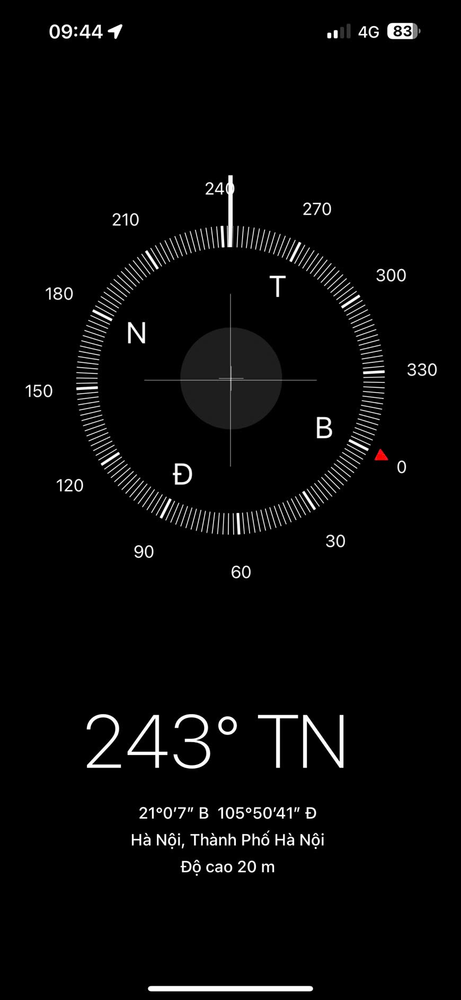 09:44 4G 83
240
210 270
300
180
T
N
330
150
B
0
Đ
120
30
90
60
243° TN
21°0′7″ B 105°50′41″ Đ
Hà Nội, Thành Phố Hà Nội
Độ cao 20 m